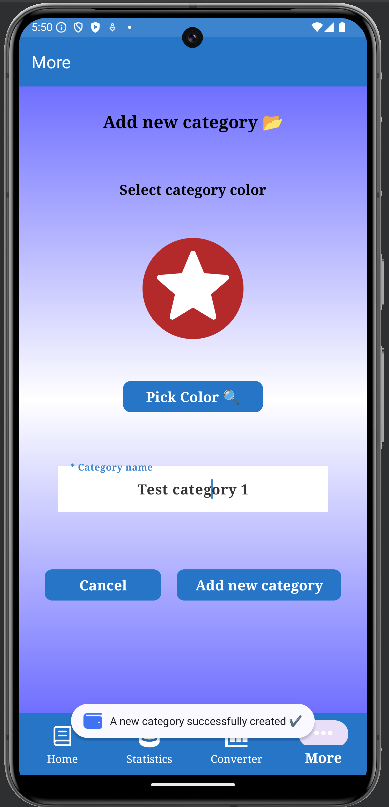 5:50
More
Add new category 📂
Select category color
Pick Color 🔍
* Category name
Test category 1
Cancel
Add new category
A new category successfully created ✔️
Home
Statistics
Converter
More